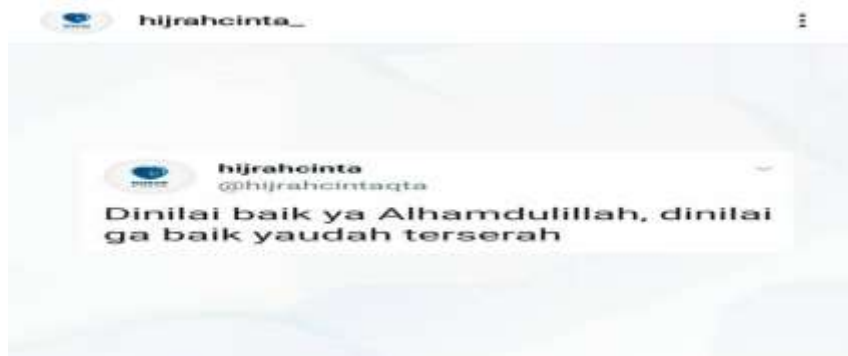 hijrahcinta_
hijrahcinta
@hijrahcintaqta
Dinilai baik ya Alhamdulillah, dinilai
ga baik yaudah terserah